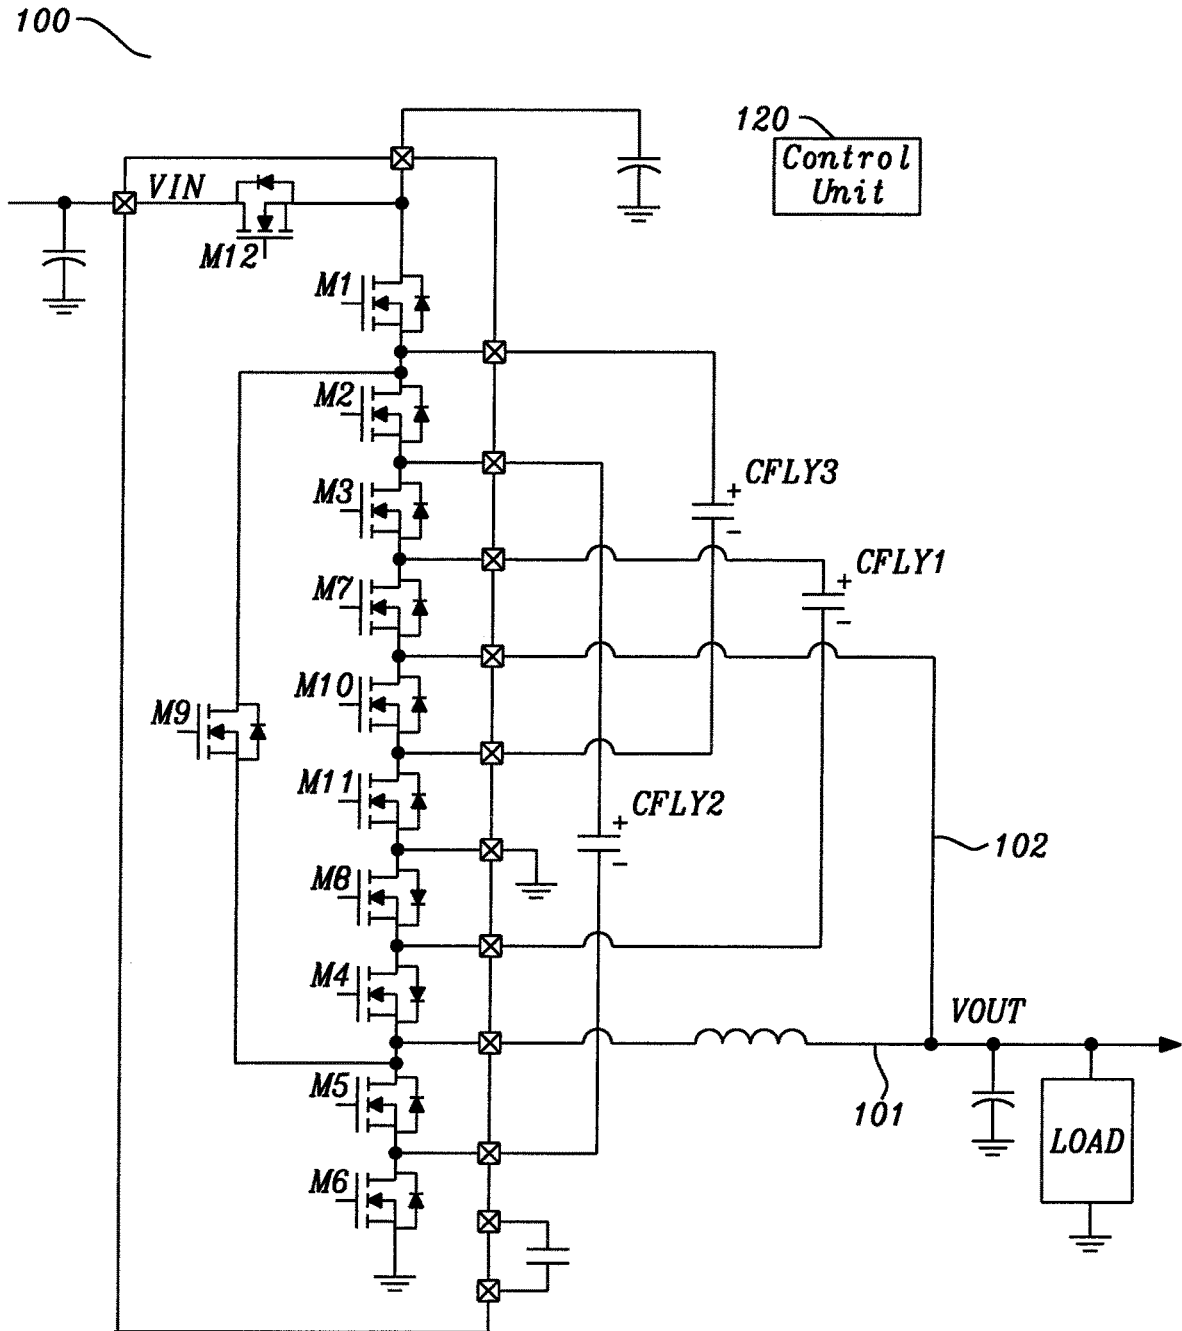 100
120
Control
Unit
VIN
M12
M1
M2
CFLY3
+
-
M3
CFLY1
+
-
M7
M10
M9
M11
CFLY2
+
-
102
M8
M4
VOUT
M5
101
LOAD
M6